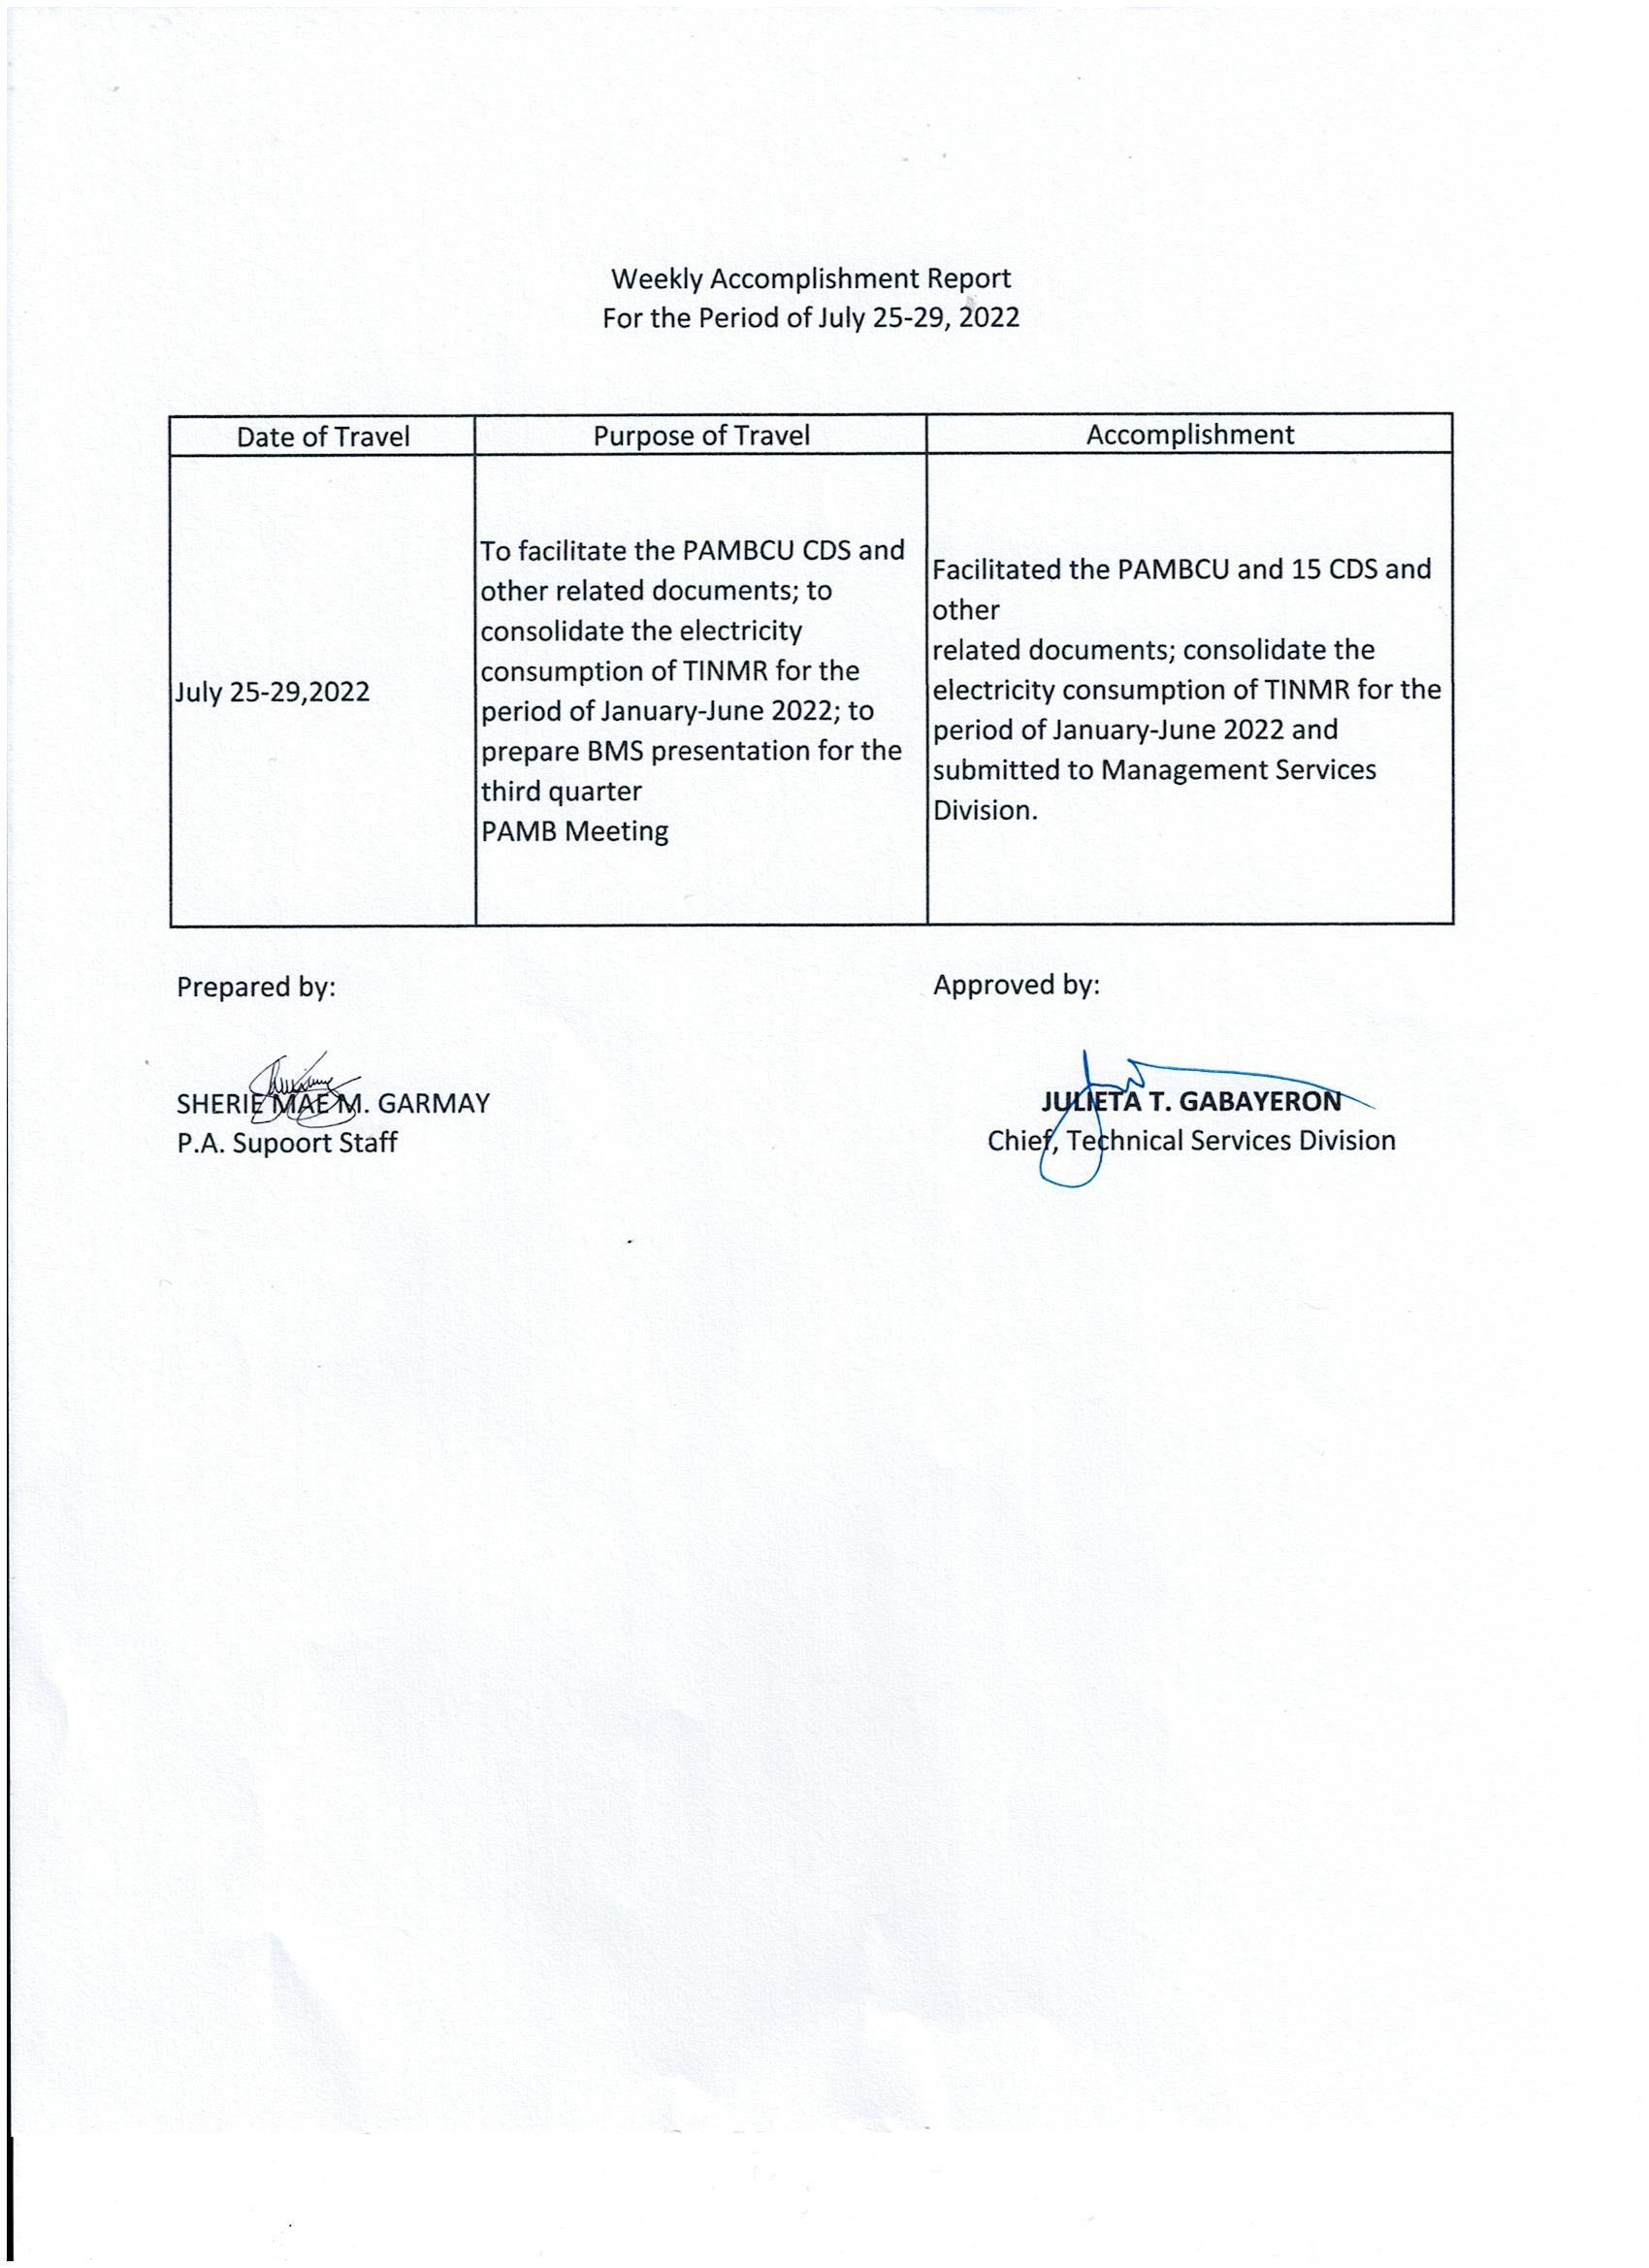 Weekly Accomplishment Report
For the Period of July 25-29, 2022
Date of Travel
Purpose of Travel
Accomplishment
July 25-29,2022
To facilitate the PAMBCU CDS and
other related documents; to
consolidate the electricity
consumption of TINMR for the
period of January-June 2022; to
prepare BMS presentation for the
third quarter
PAMB Meeting
Facilitated the PAMBCU and 15 CDS and
other
related documents; consolidate the
electricity consumption of TINMR for the
period of January-June 2022 and
submitted to Management Services
Division.
Prepared by:
SHERIE MAE M. GARMAY
P.A. Supoort Staff
Approved by:
JULIETA T. GABAYERON
Chief, Technical Services Division